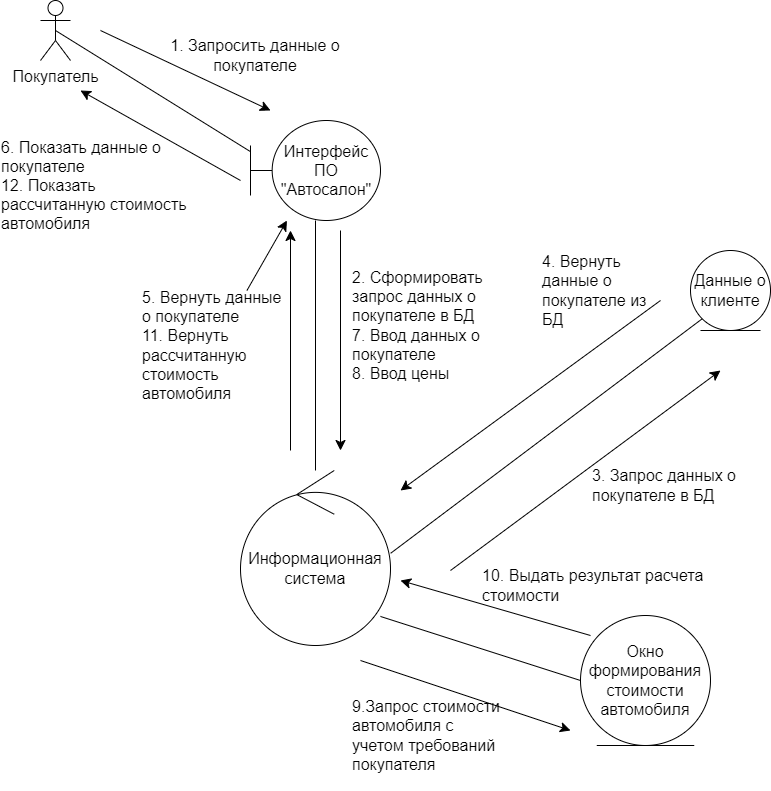 1. Запросить данные о
покупателе
Покупатель
6. Показать данные о
покупателе
12. Показать
рассчитанную стоимость
автомобиля
Интерфейс
ПО
"Автосалон"
5. Вернуть данные
о покупателе
11. Вернуть
рассчитанную
стоимость
автомобиля
2. Сформировать
запрос данных о
покупателе в БД
7. Ввод данных о
покупателе
8. Ввод цены
4. Вернуть
данные о
покупателе из
БД
Данные о
клиенте
3. Запрос данных о
покупателе в БД
Информационная
система
10. Выдать результат расчета
стоимости
Окно
формирования
стоимости
автомобиля
9.Запрос стоимости
автомобиля с
учетом требований
покупателя